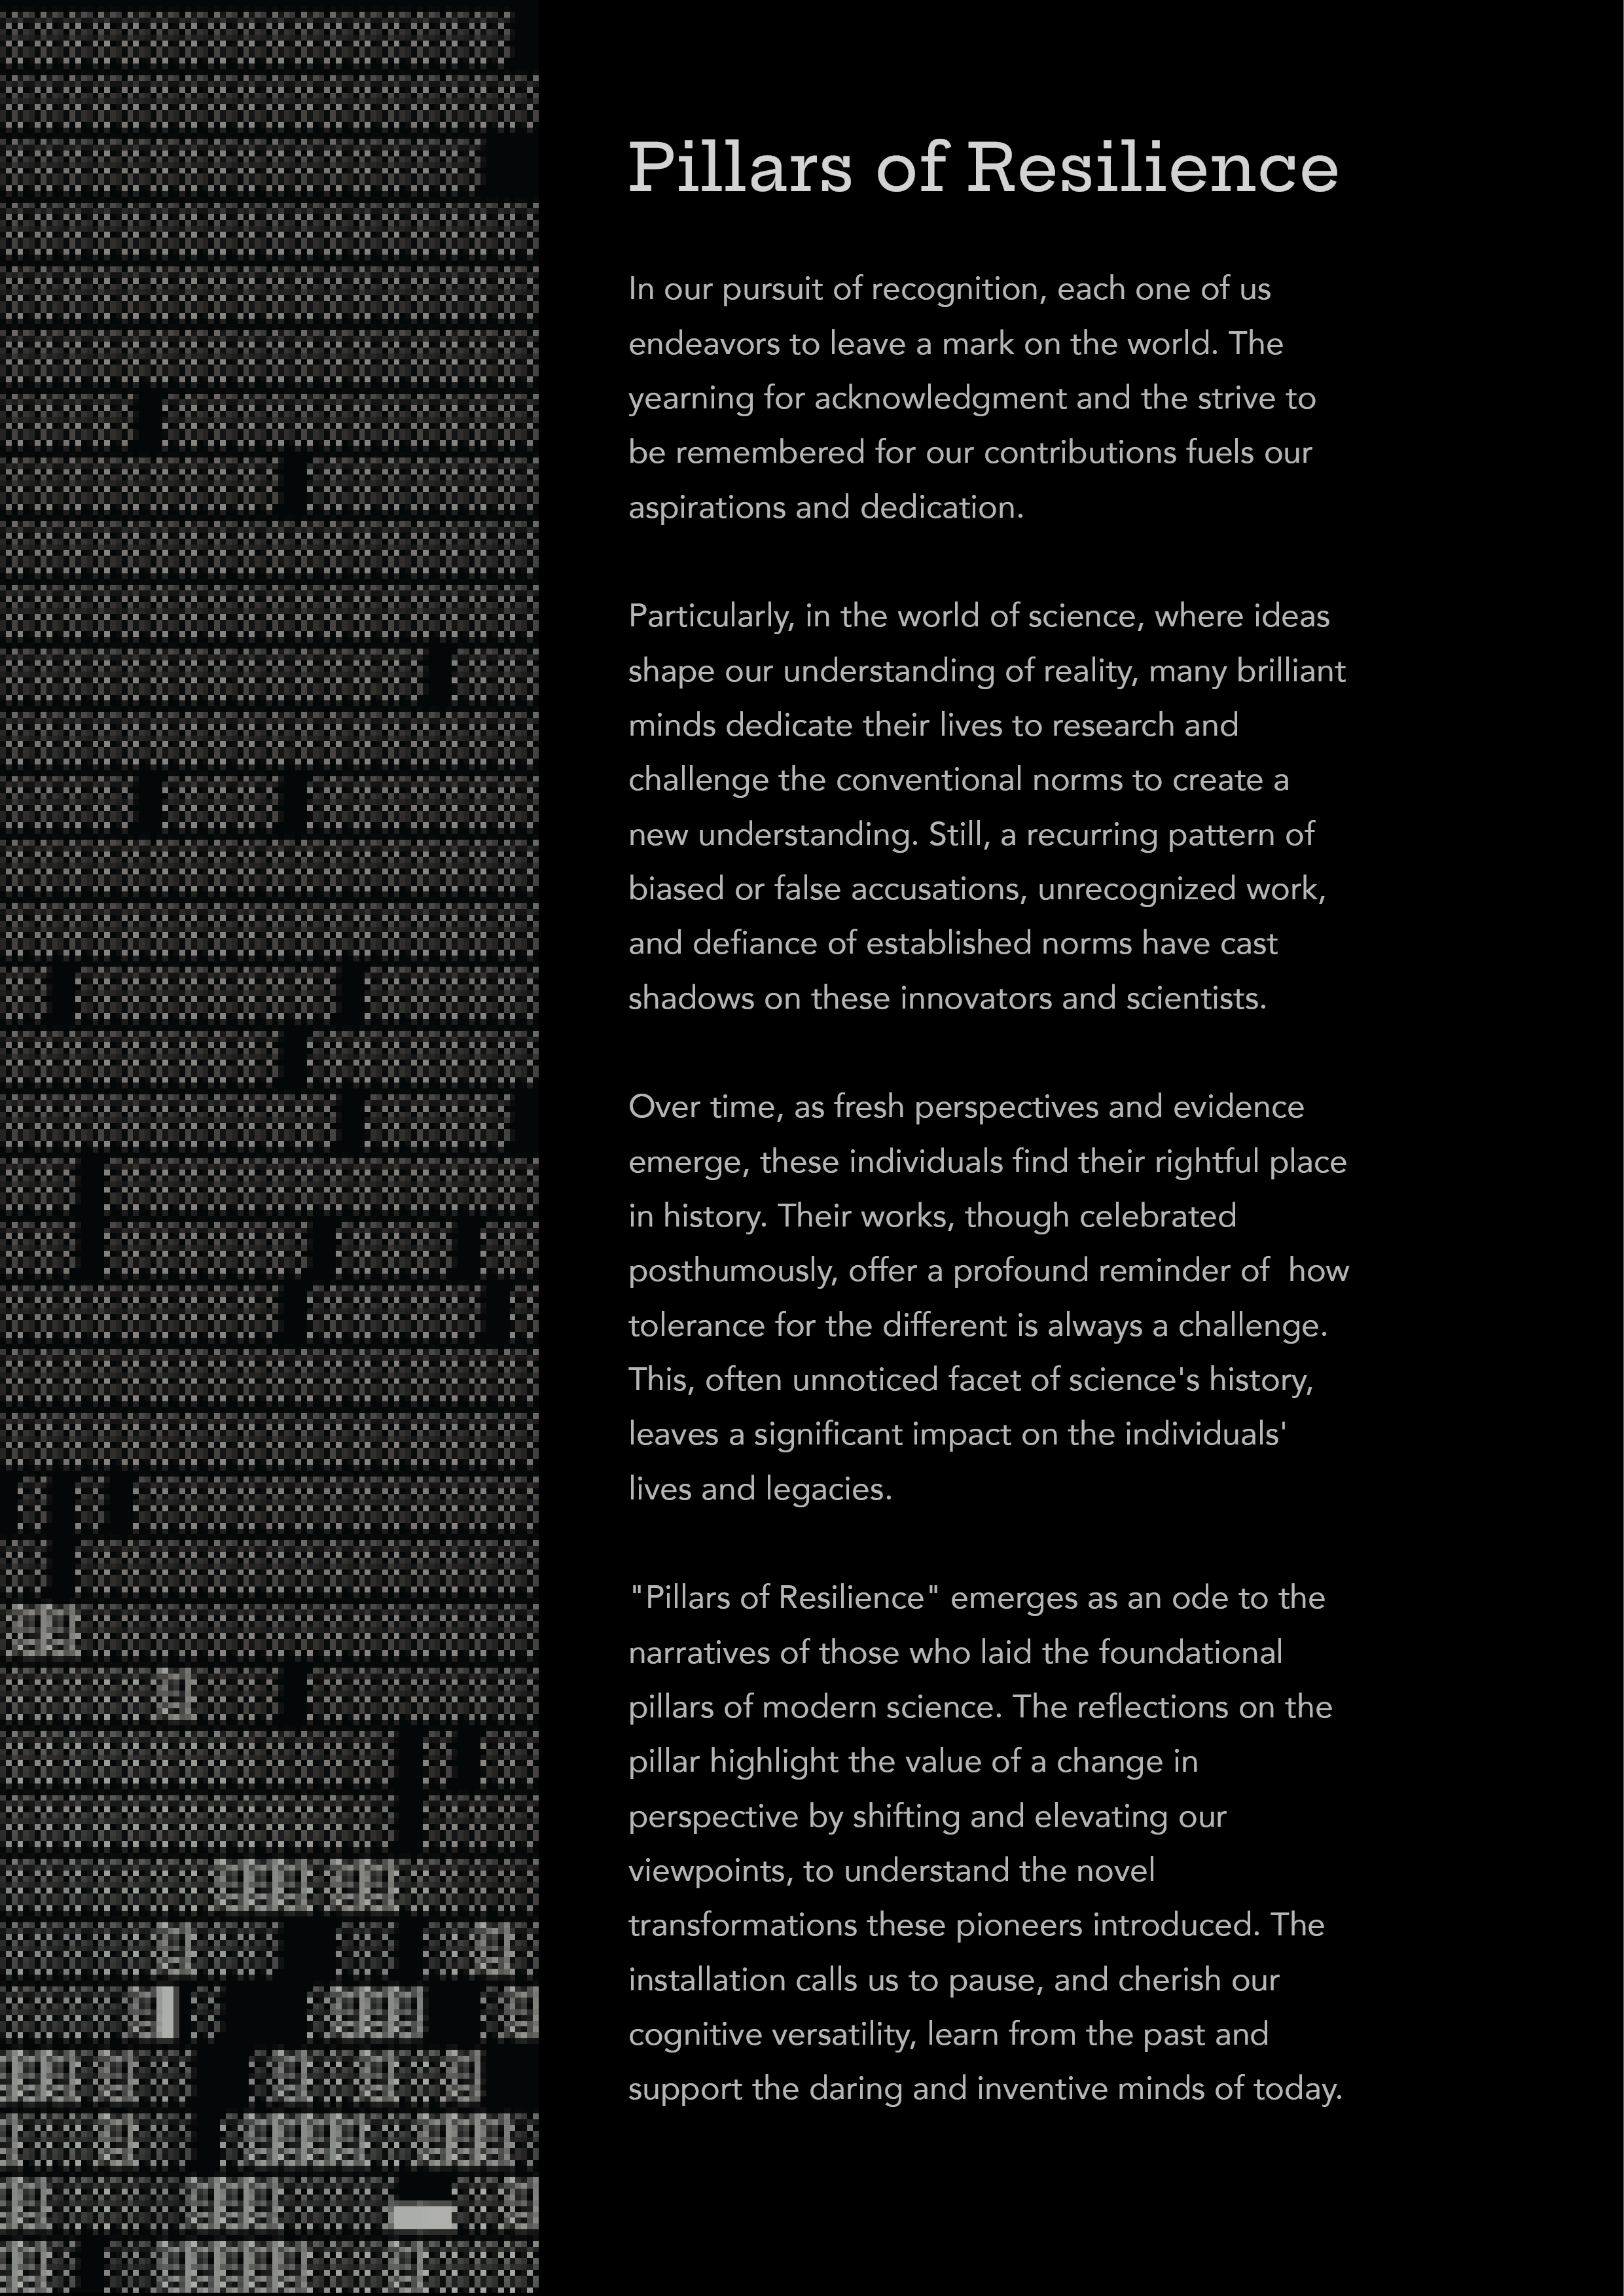 Pillars of Resilience
In our pursuit of recognition, each one of us
endeavors to leave a mark on the world. The
yearning for acknowledgment and the strive to
be remembered for our contributions fuels our
aspirations and dedication.
Particularly, in the world of science, where ideas
shape our understanding of reality, many brilliant
minds dedicate their lives to research and
challenge the conventional norms to create a
new understanding. Still, a recurring pattern of
biased or false accusations, unrecognized work,
and defiance of established norms have cast
shadows on these innovators and scientists.
Over time, as fresh perspectives and evidence
emerge, these individuals find their rightful place
in history. Their works, though celebrated
posthumously, offer a profound reminder of  how
tolerance for the different is always a challenge.
This, often unnoticed facet of science's history,
leaves a significant impact on the individuals'
lives and legacies.
"Pillars of Resilience" emerges as an ode to the
narratives of those who laid the foundational
pillars of modern science. The reflections on the
pillar highlight the value of a change in
perspective by shifting and elevating our
viewpoints, to understand the novel
transformations these pioneers introduced. The
installation calls us to pause, and cherish our
cognitive versatility, learn from the past and
support the daring and inventive minds of today.